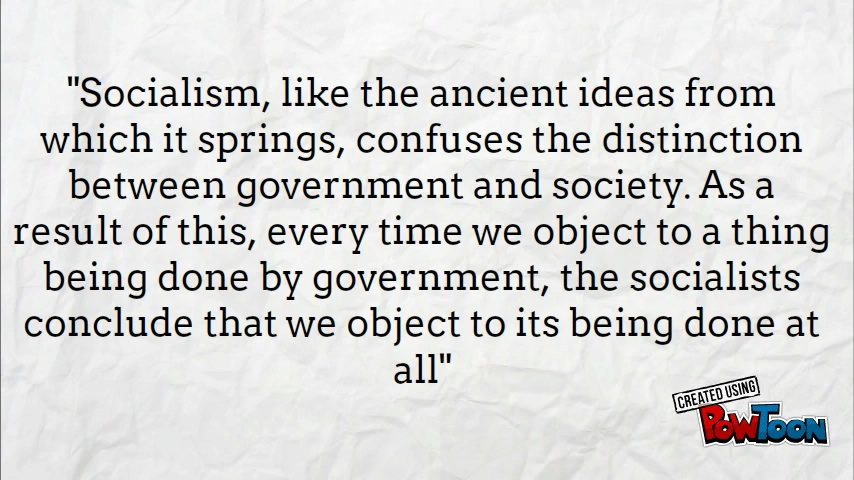 "Socialism, like the ancient ideas from
which it springs, confuses the distinction
between government and society. As a
result of this, every time we object to a thing
being done by government, the socialists
conclude that we object to its being done at
all"
CREATED USING
POWTOON